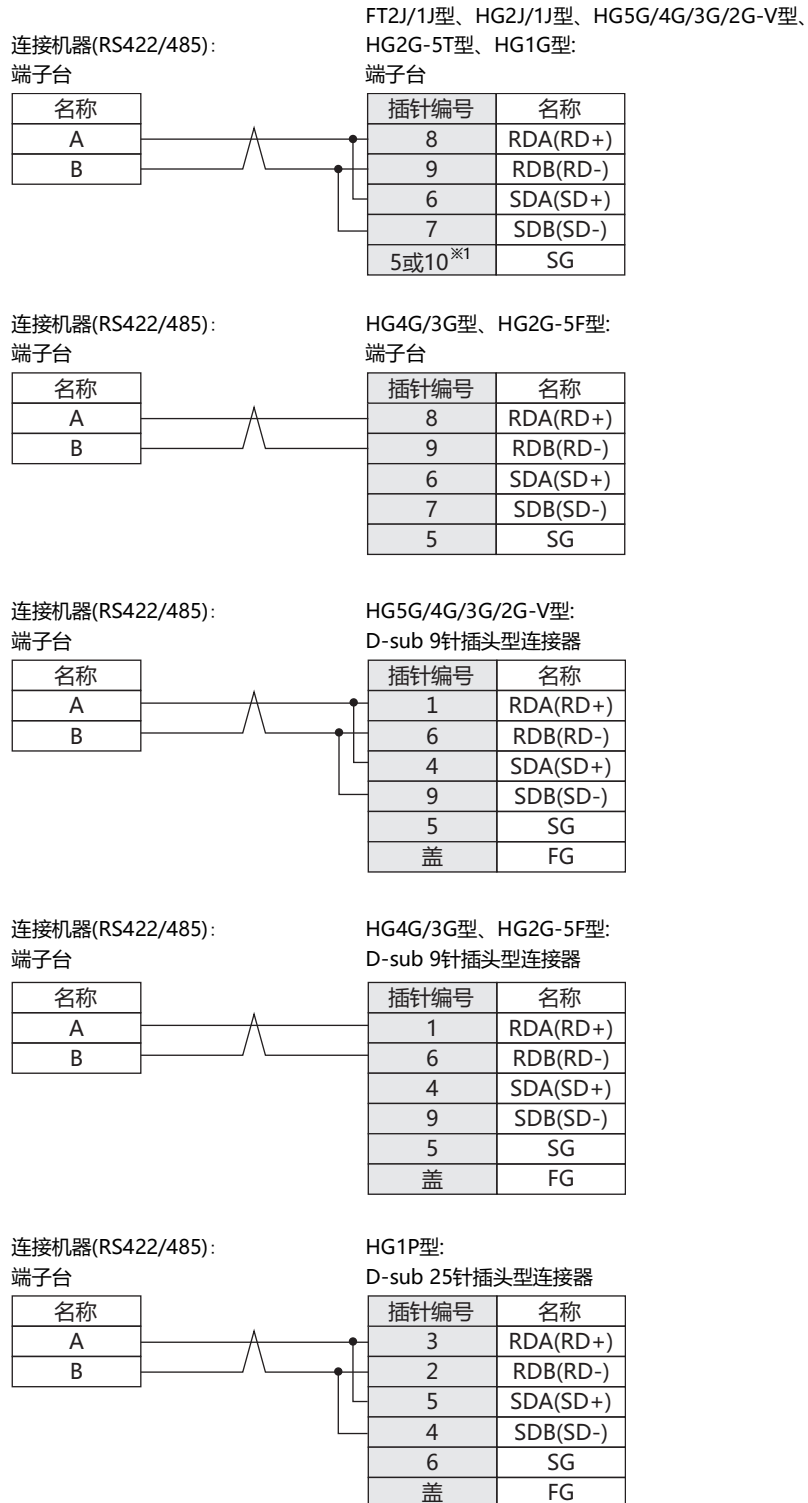 FT2J/1J型、HG2J/1J型、HG5G/4G/3G/2G-V型、
连接机器(RS422/485): HG2G-5T型、HG1G型:
端子台 端子台
名称 插针编号 名称
A 8 RDA(RD+)
B 9 RDB(RD-)
6 SDA(SD+)
7 SDB(SD-)
5或10※1 SG
连接机器(RS422/485): HG4G/3G型、HG2G-5F型:
端子台 端子台
名称 插针编号 名称
A 8 RDA(RD+)
B 9 RDB(RD-)
6 SDA(SD+)
7 SDB(SD-)
5 SG
连接机器(RS422/485): HG5G/4G/3G/2G-V型:
端子台 D-sub 9针插头型连接器
名称 插针编号 名称
A 1 RDA(RD+)
B 6 RDB(RD-)
4 SDA(SD+)
9 SDB(SD-)
5 SG
盖 FG
连接机器(RS422/485): HG4G/3G型、HG2G-5F型:
端子台 D-sub 9针插头型连接器
名称 插针编号 名称
A 1 RDA(RD+)
B 6 RDB(RD-)
4 SDA(SD+)
9 SDB(SD-)
5 SG
盖 FG
连接机器(RS422/485): HG1P型:
端子台 D-sub 25针插头型连接器
名称 插针编号 名称
A 3 RDA(RD+)
B 2 RDB(RD-)
5 SDA(SD+)
4 SDB(SD-)
6 SG
盖 FG